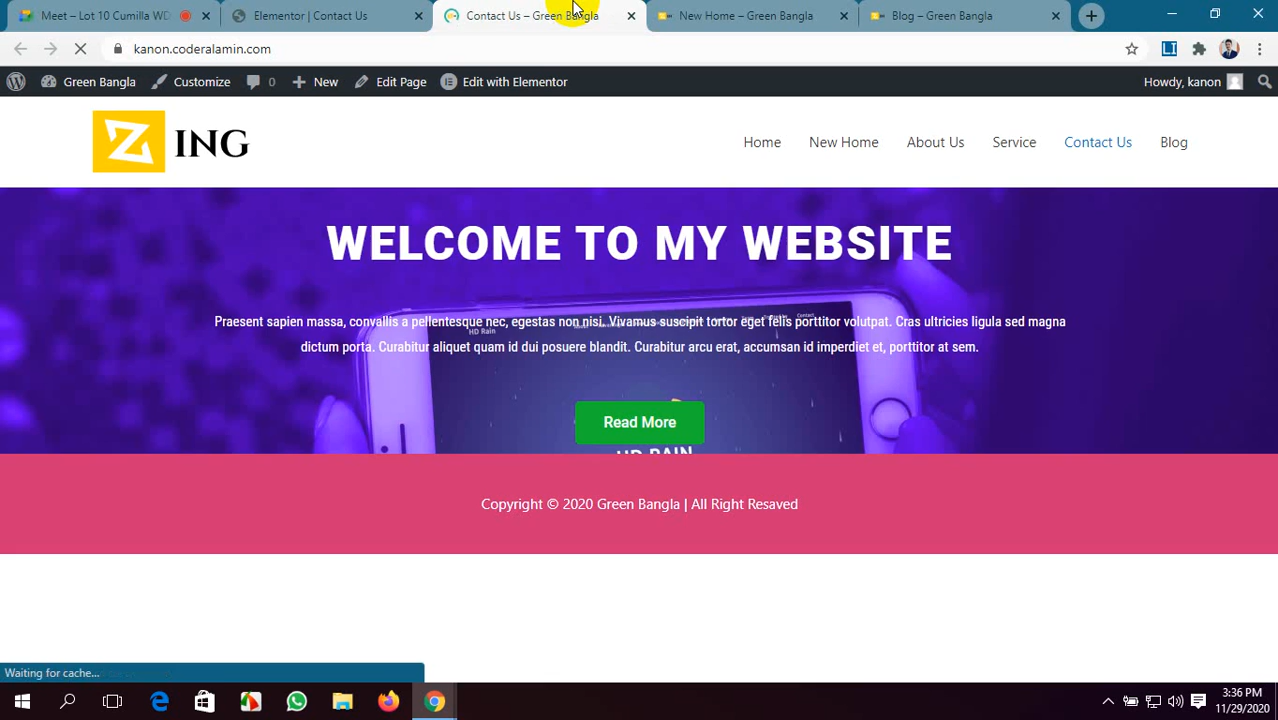 Meet – Lot 10 Cumilla WD
Elementor | Contact Us
Contact Us – Green Bangla
New Home – Green Bangla
Blog – Green Bangla
kanon.coderalamin.com
Green Bangla
Customize
0
New
Edit Page
Edit with Elementor
Howdy, kanon
Z ING
Home
New Home
About Us
Service
Contact Us
Blog
WELCOME TO MY WEBSITE
Praesent sapien massa, convallis a pellentesque nec, egestas non nisi. Vivamus suscipit tortor eget felis porttitor volutpat. Cras ultricies ligula sed magna
dictum porta. Curabitur aliquet quam id dui posuere blandit. Curabitur arcu erat, accumsan id imperdiet et, porttitor at sem.
HD Rain
Contact
Read More
HD RAIN
Copyright © 2020 Green Bangla | All Right Resaved
Waiting for cache...
3:36 PM
11/29/2020